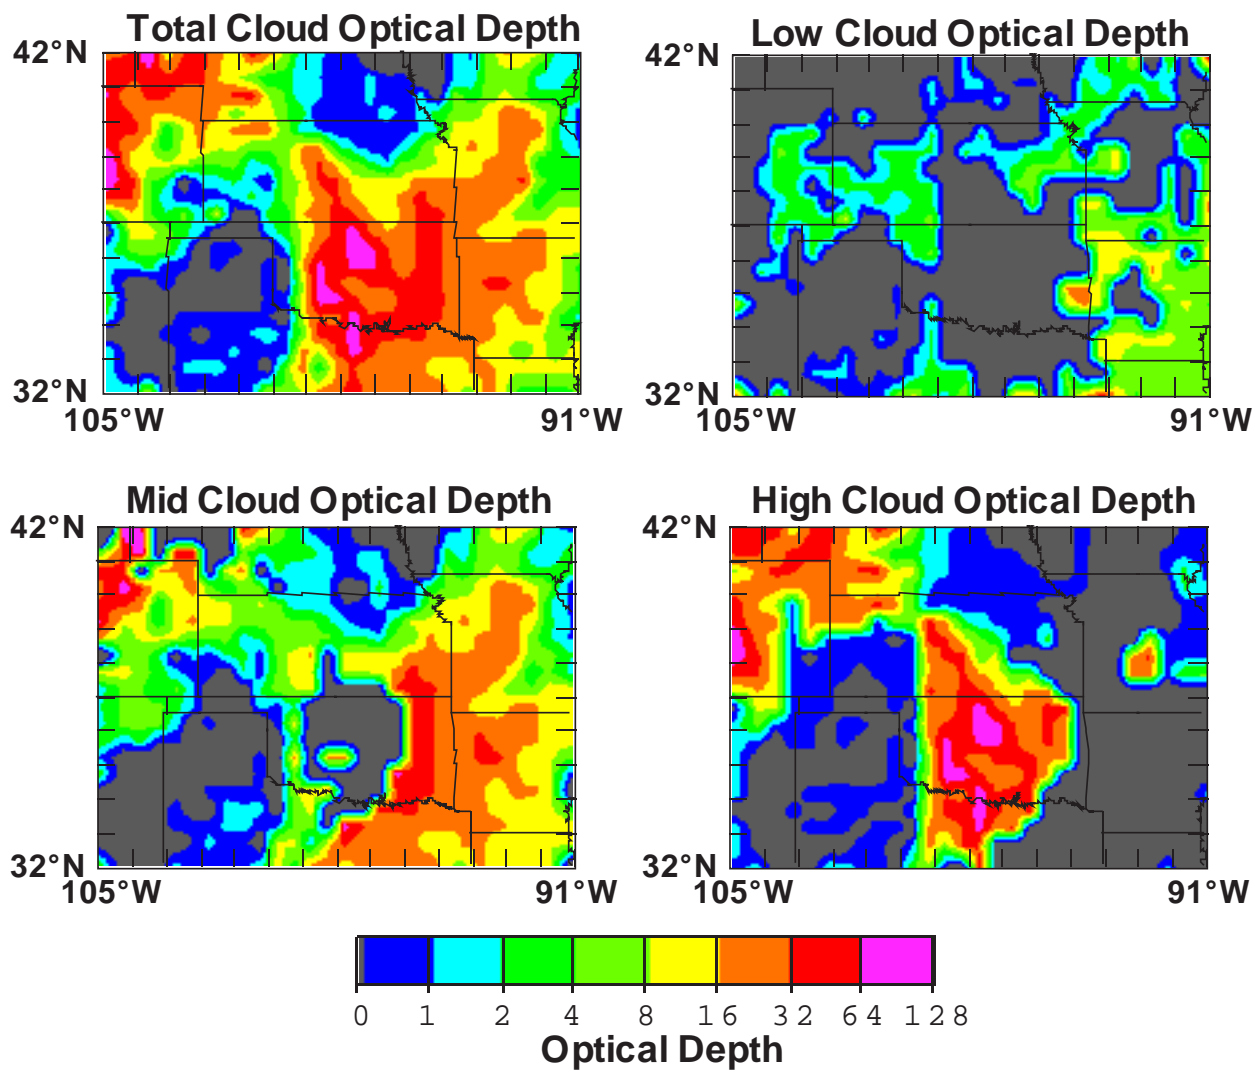 Total Cloud Optical Depth
Low Cloud Optical Depth
42°N
42°N
32°N
32°N
105°W
91°W
105°W
91°W
Mid Cloud Optical Depth
High Cloud Optical Depth
42°N
42°N
32°N
32°N
105°W
91°W
105°W
91°W
0 1 2 4 8 16 32 64 128
Optical Depth